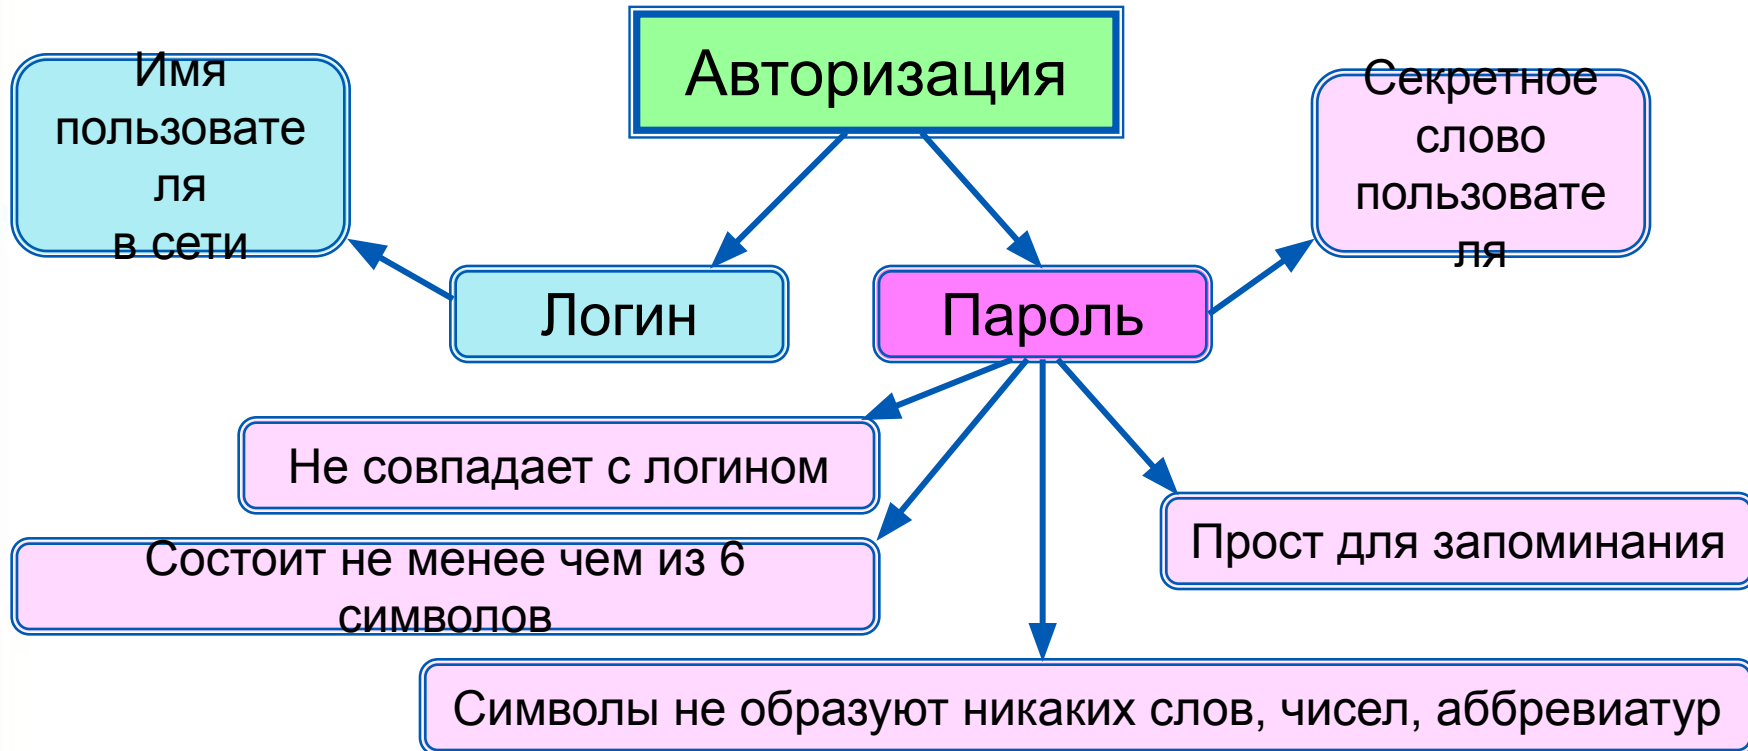 Авторизация
Имя
пользовате
ля
в сети
Секретное
слово
пользовате
ля
Логин
Пароль
Не совпадает с логином
Состоит не менее чем из 6
символов
Прост для запоминания
Символы не образуют никаких слов, чисел, аббревиатур